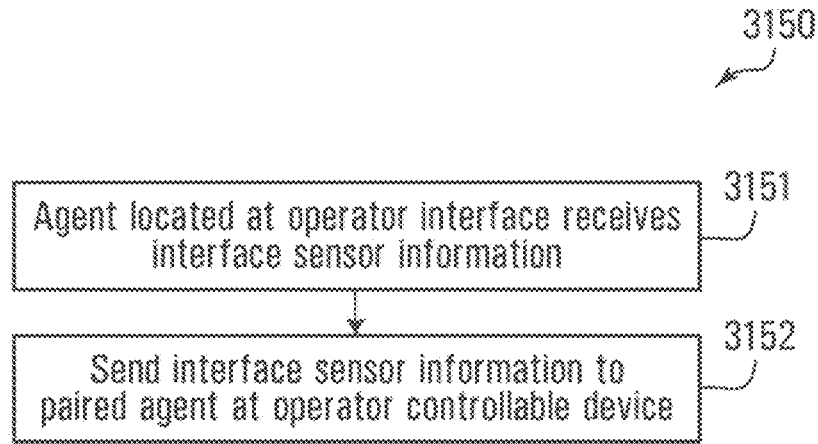 3150
3151
Agent located at operator interface receives
interface sensor information
3152
Send interface sensor information to
paired agent at operator controllable device